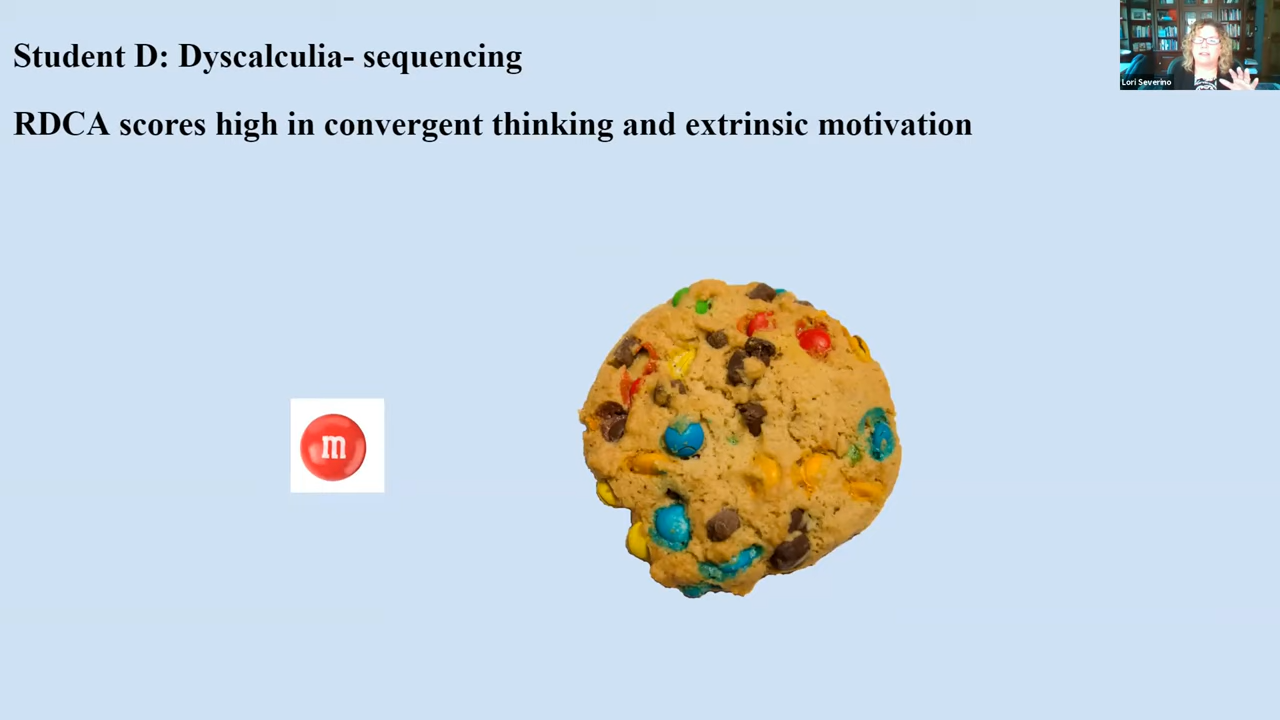 Student D: Dyscalculia- sequencing
RDCA scores high in convergent thinking and extrinsic motivation
m
Lori Severino